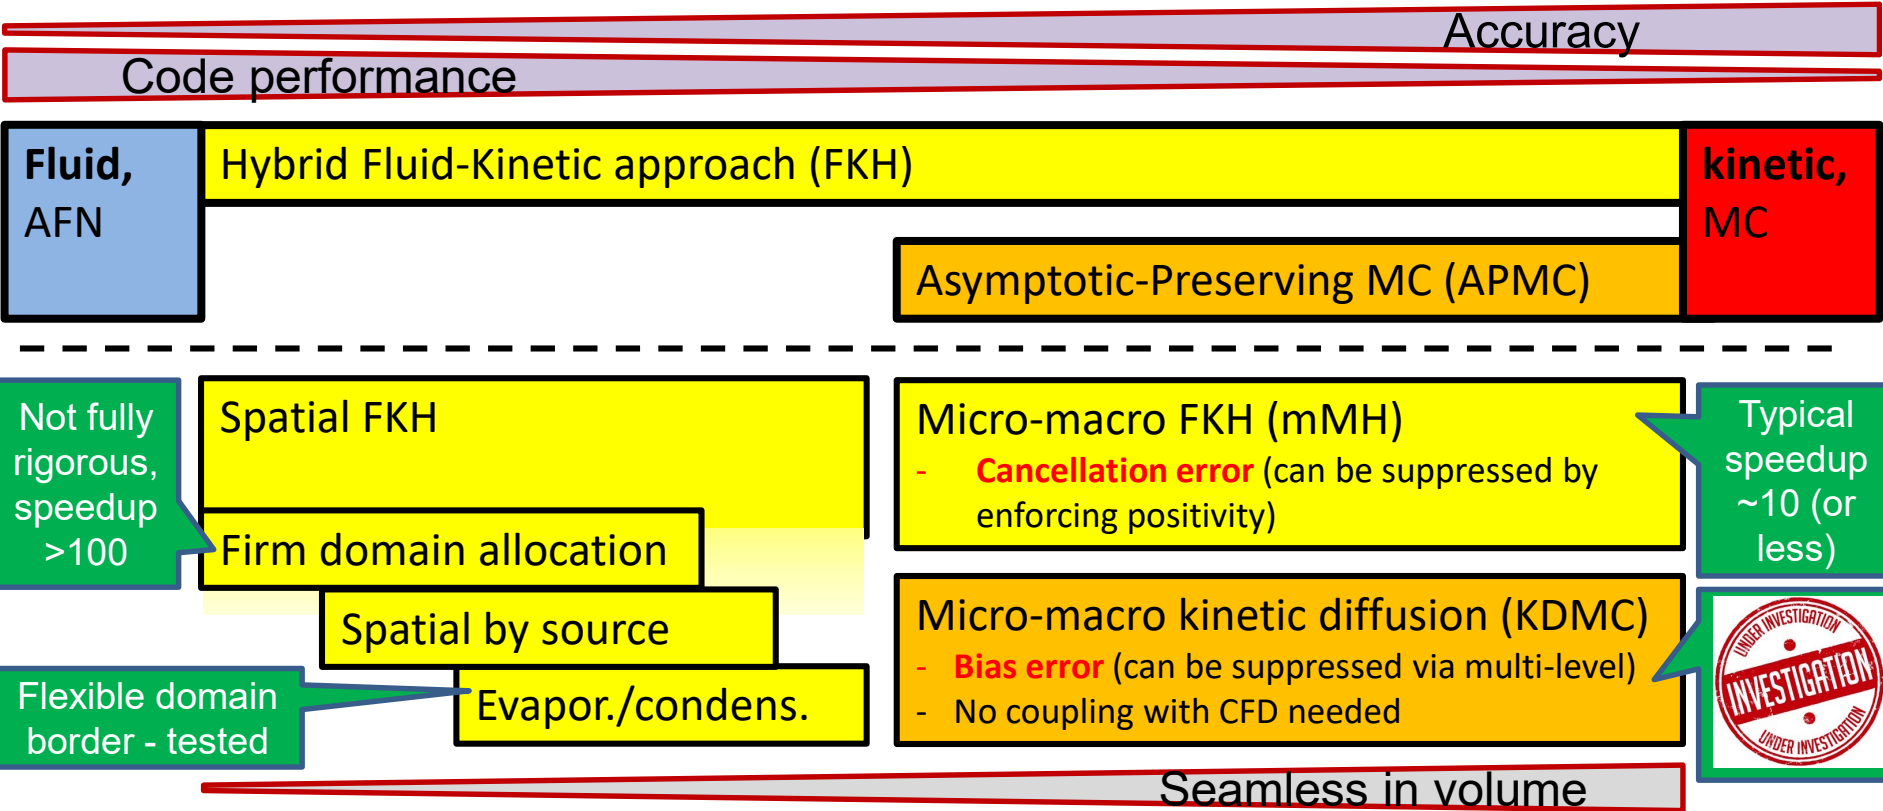 Accuracy
Code performance
Fluid,
AFN
Hybrid Fluid-Kinetic approach (FKH)
kinetic,
MC
Asymptotic-Preserving MC (APMC)
Not fully
rigorous,
speedup
>100
Spatial FKH
Firm domain allocation
Spatial by source
Evapor./condens.
Flexible domain
border - tested
Micro-macro FKH (mMH)
- Cancellation error (can be suppressed by
enforcing positivity)
Typical
speedup
~10 (or
less)
Micro-macro kinetic diffusion (KDMC)
- Bias error (can be suppressed via multi-level)
- No coupling with CFD needed
UNDER INVESTIGATION
INVESTIGATION
UNDER INVESTIGATION
Seamless in volume